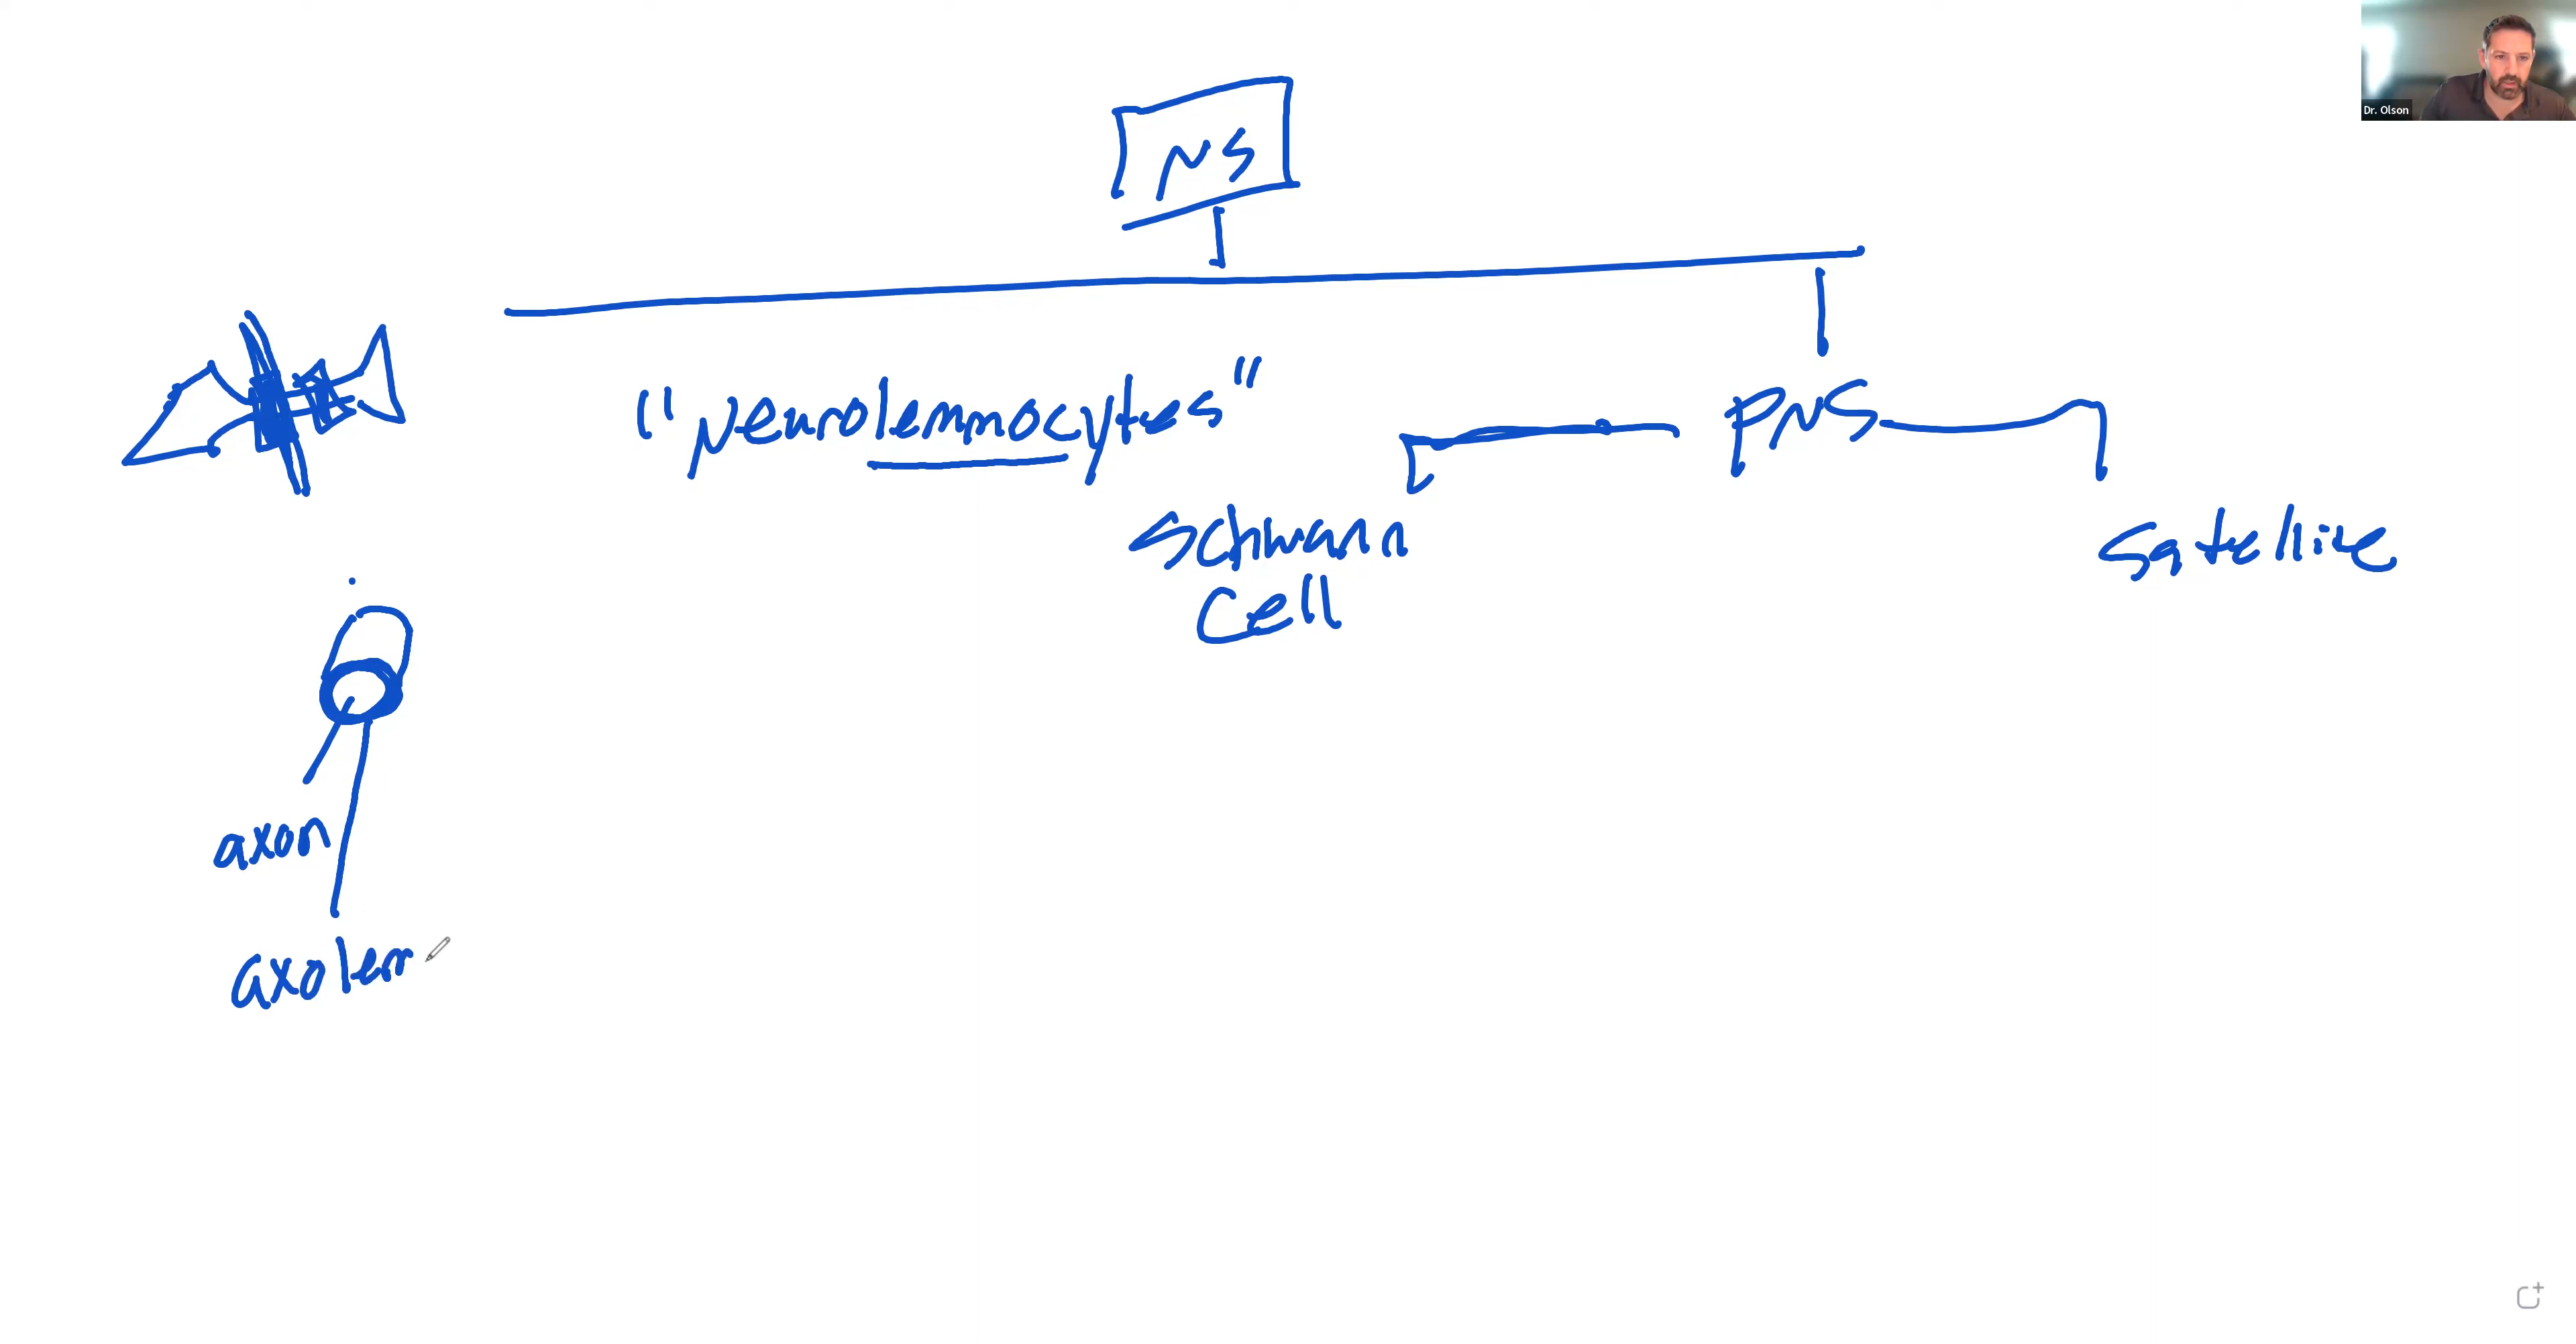 Dr. Olson
NS
"Neurolemmocytes"
PNS
Schwann
Cell
Satellite
axon
axolem